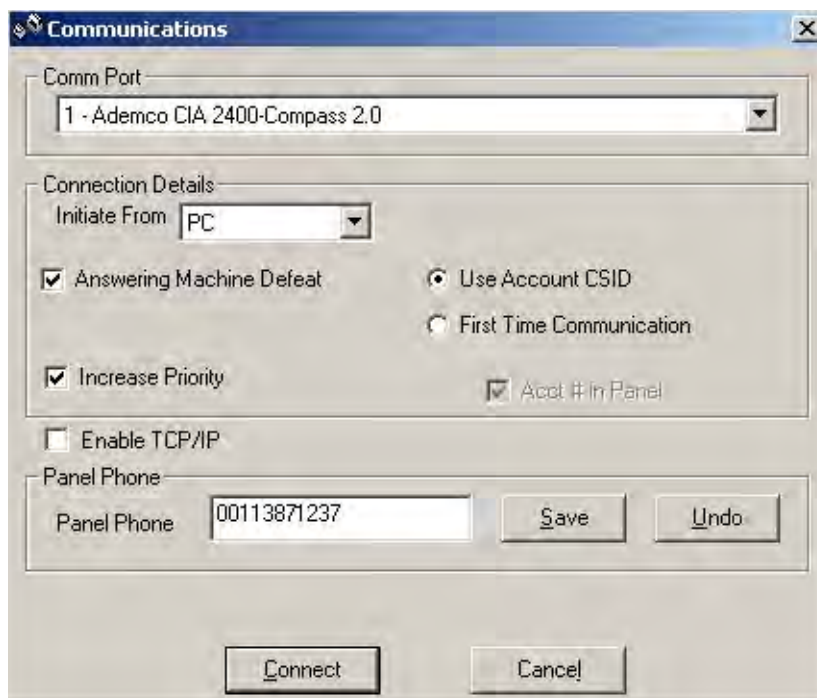 Communications
Comm Port
1 - Ademco CIA 2400-Compass 2.0
Connection Details
Initiate From PC
Answering Machine Defeat
Use Account CSID
First Time Communication
Increase Priority
Acct # in Panel
Enable TCP/IP
Panel Phone
Panel Phone 00113871237 Save Undo
Connect Cancel